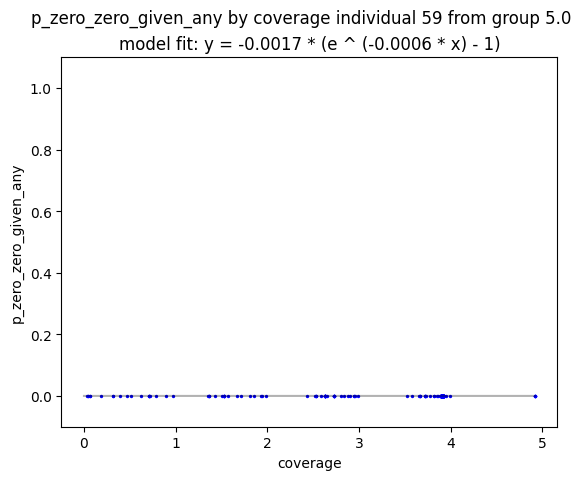 p_zero_zero_given_any by coverage individual 59 from group 5.0
model fit: y = -0.0017 * (e ^ (-0.0006 * x) - 1)
1.0
0.8
0.6
0.4
0.2
0.0
p_zero_zero_given_any
0 1 2 3 4 5
coverage